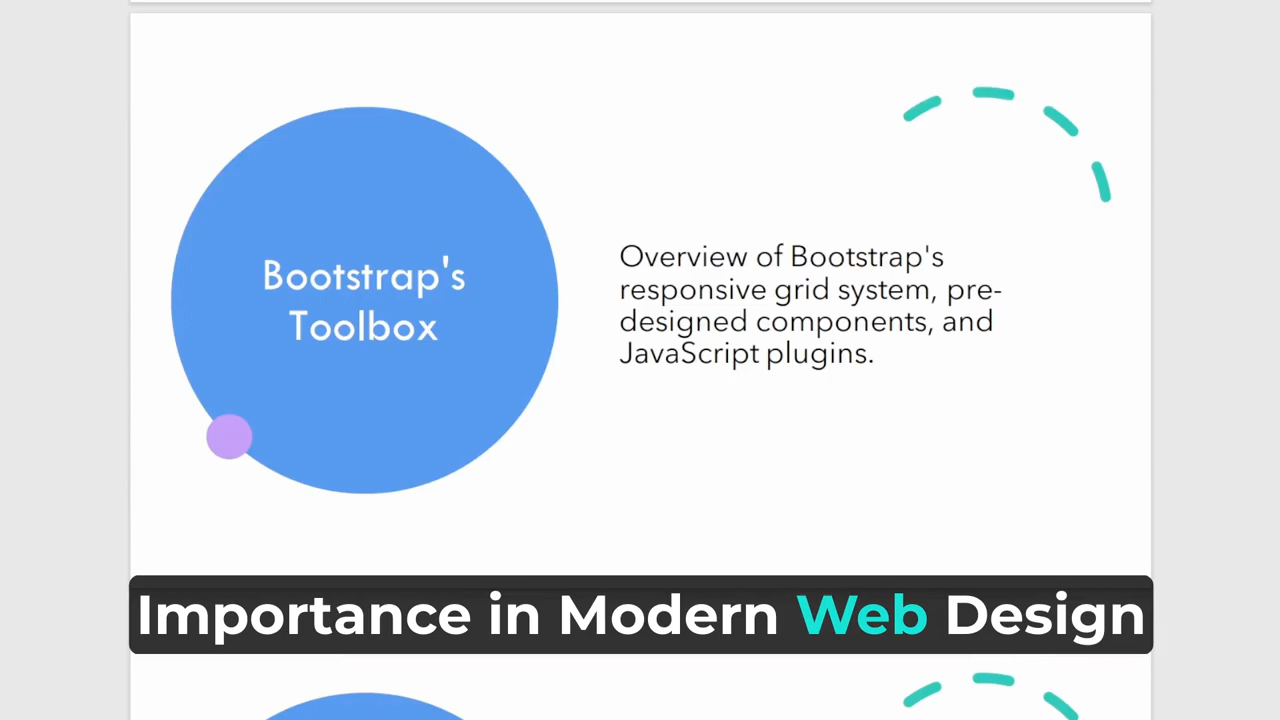 Bootstrap's
Toolbox
Overview of Bootstrap's
responsive grid system, pre-
designed components, and
JavaScript plugins.
Importance in Modern Web Design